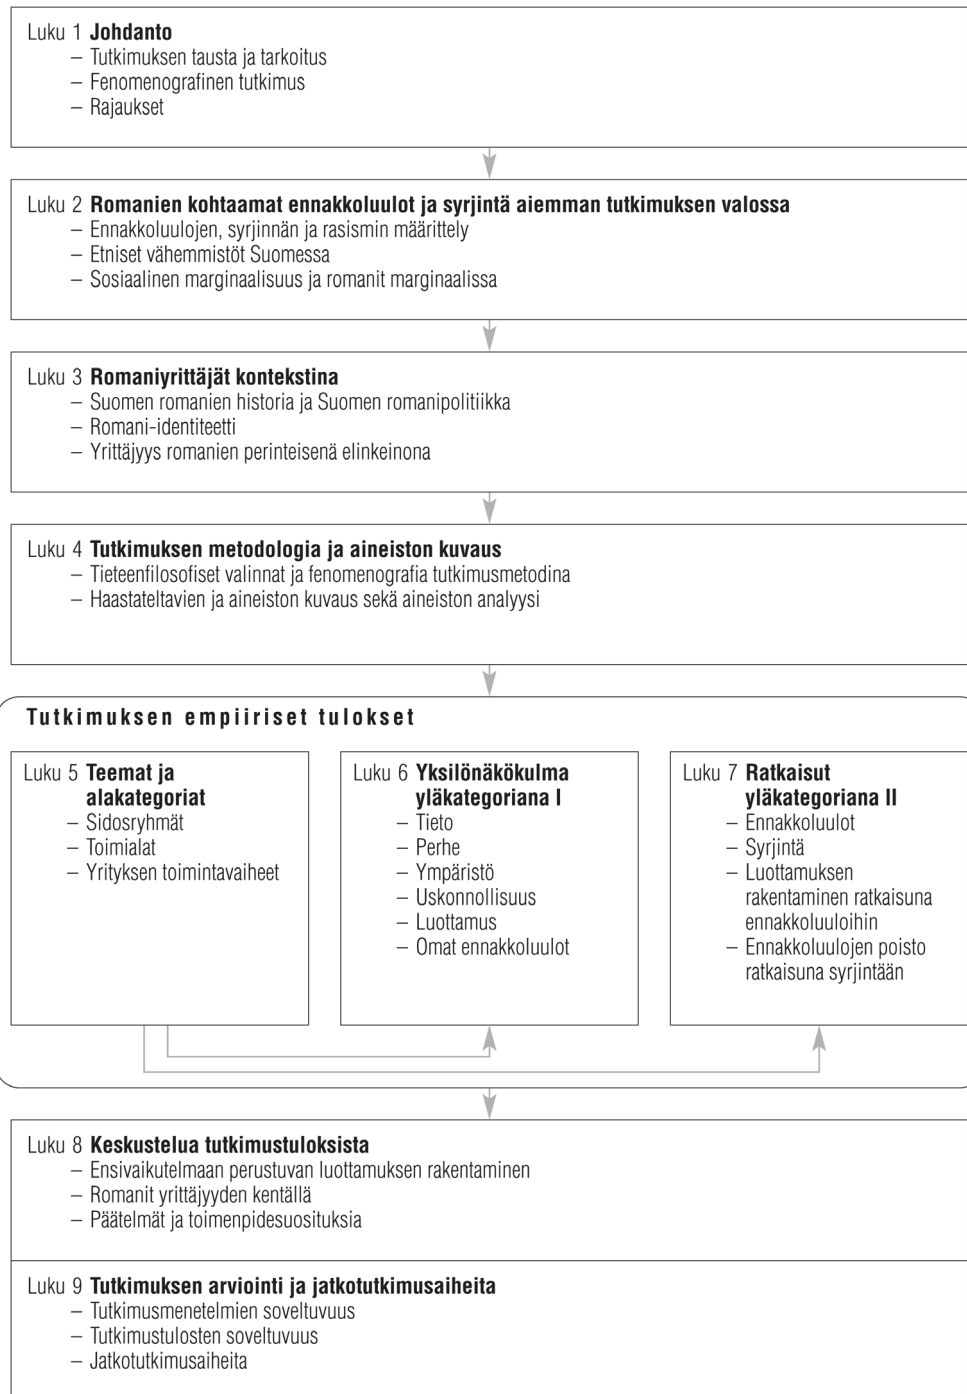 Luku 1 Johdanto
– Tutkimuksen tausta ja tarkoitus
– Fenomenografinen tutkimus
– Rajaukset
Luku 2 Romanien kohtaamat ennakkoluulot ja syrjintä aiemman tutkimuksen valossa
– Ennakkoluulojen, syrjinnän ja rasismin määrittely
– Etniset vähemmistöt Suomessa
– Sosiaalinen marginaalisuus ja romanit marginaalissa
Luku 3 Romaniyrittäjät kontekstina
– Suomen romanien historia ja Suomen romanipolitiikka
– Romani-identiteetti
– Yrittäjyys romanien perinteisenä elinkeinona
Luku 4 Tutkimuksen metodologia ja aineiston kuvaus
– Tieteenfilosofiset valinnat ja fenomenografia tutkimusmetodina
– Haastateltavien ja aineiston kuvaus sekä aineiston analyysi
Tutkimuksen empiiriset tulokset
Luku 5 Teemat ja
alakategoriat
– Sidosryhmät
– Toimialat
– Yrityksen toimintavaiheet
Luku 6 Yksilönäkökulma
yläkategoriana I
– Tieto
– Perhe
– Ympäristö
– Uskonnollisuus
– Luottamus
– Omat ennakkoluulot
Luku 7 Ratkaisut
yläkategoriana II
– Ennakkoluulot
– Syrjintä
– Luottamuksen
rakentaminen ratkaisuna
ennakkoluuloihin
– Ennakkoluulojen poisto
ratkaisuna syrjintään
Luku 8 Keskustelua tutkimustuloksista
– Ensivaikutelmaan perustuvan luottamuksen rakentaminen
– Romanit yrittäjyyden kentällä
– Päätelmät ja toimenpidesuosituksia
Luku 9 Tutkimuksen arviointi ja jatkotutkimusaiheita
– Tutkimusmenetelmien soveltuvuus
– Tutkimustulosten soveltuvuus
– Jatkotutkimusaiheita